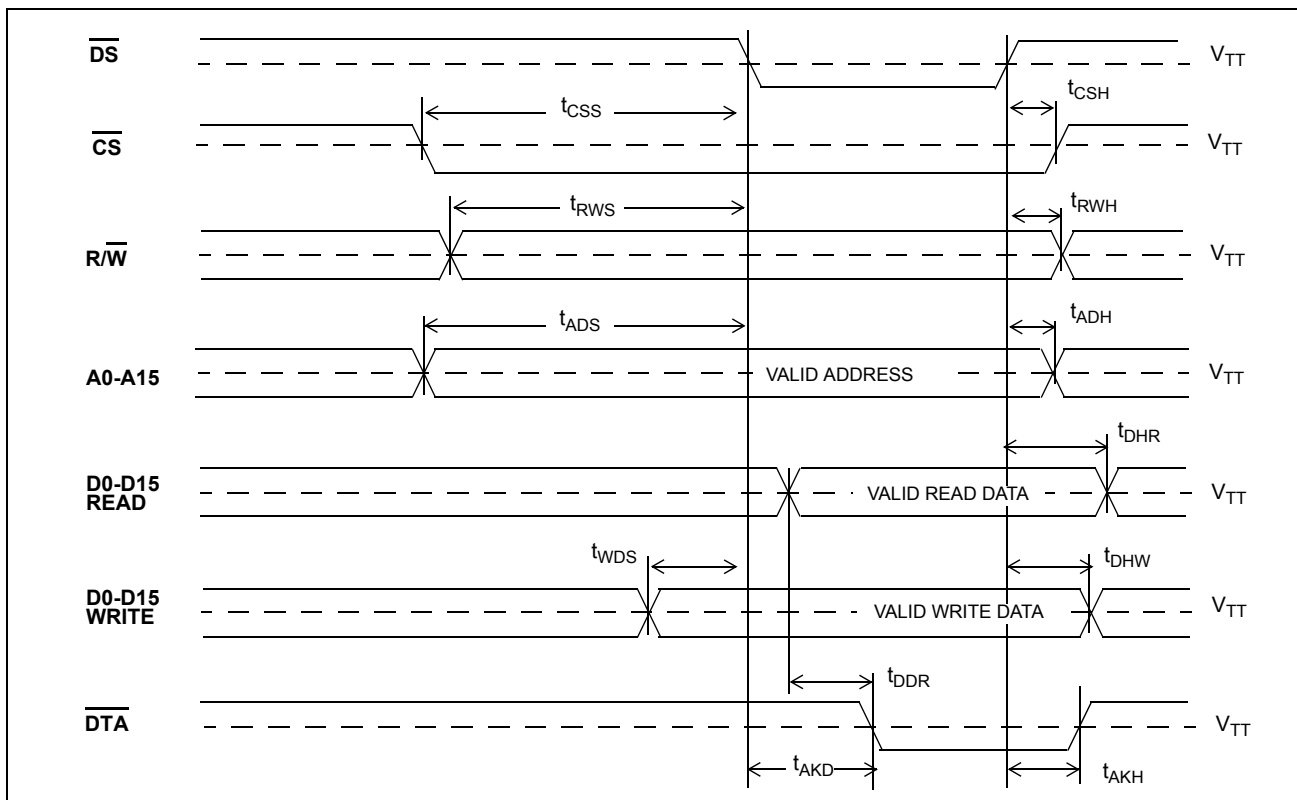 DS
V_TT
t_CSH
t_CSS
CS
V_TT
t_RWS
t_RWH
R/W
V_TT
t_ADS
t_ADH
A0-A15
VALID ADDRESS
V_TT
t_DHR
D0-D15
READ
VALID READ DATA
V_TT
t_WDS
t_DHW
D0-D15
WRITE
VALID WRITE DATA
V_TT
t_DDR
DTA
V_TT
t_AKD
t_AKH